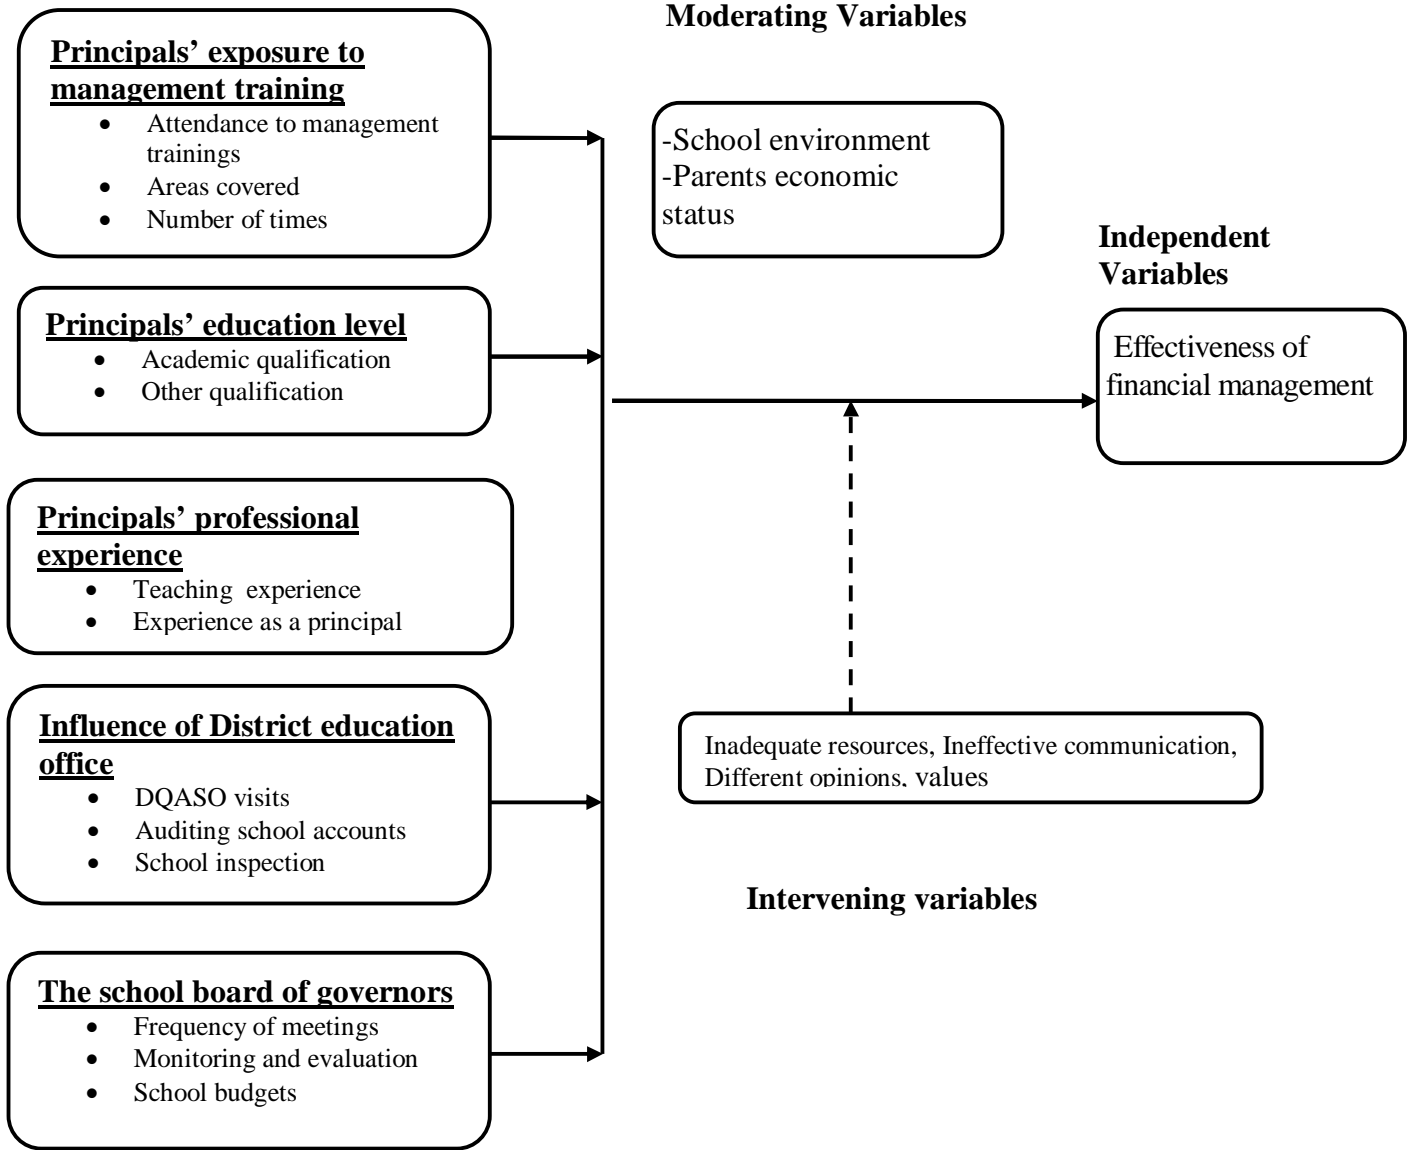 Moderating Variables
Principals’ exposure to
management training
• Attendance to management
trainings
• Areas covered
• Number of times
-School environment
-Parents economic
status
Independent
Variables
Principals’ education level
• Academic qualification
• Other qualification
Effectiveness of
financial management
Principals’ professional
experience
• Teaching experience
• Experience as a principal
Influence of District education
office
• DQASO visits
• Auditing school accounts
• School inspection
Inadequate resources, Ineffective communication,
Different opinions, values
Intervening variables
The school board of governors
• Frequency of meetings
• Monitoring and evaluation
• School budgets